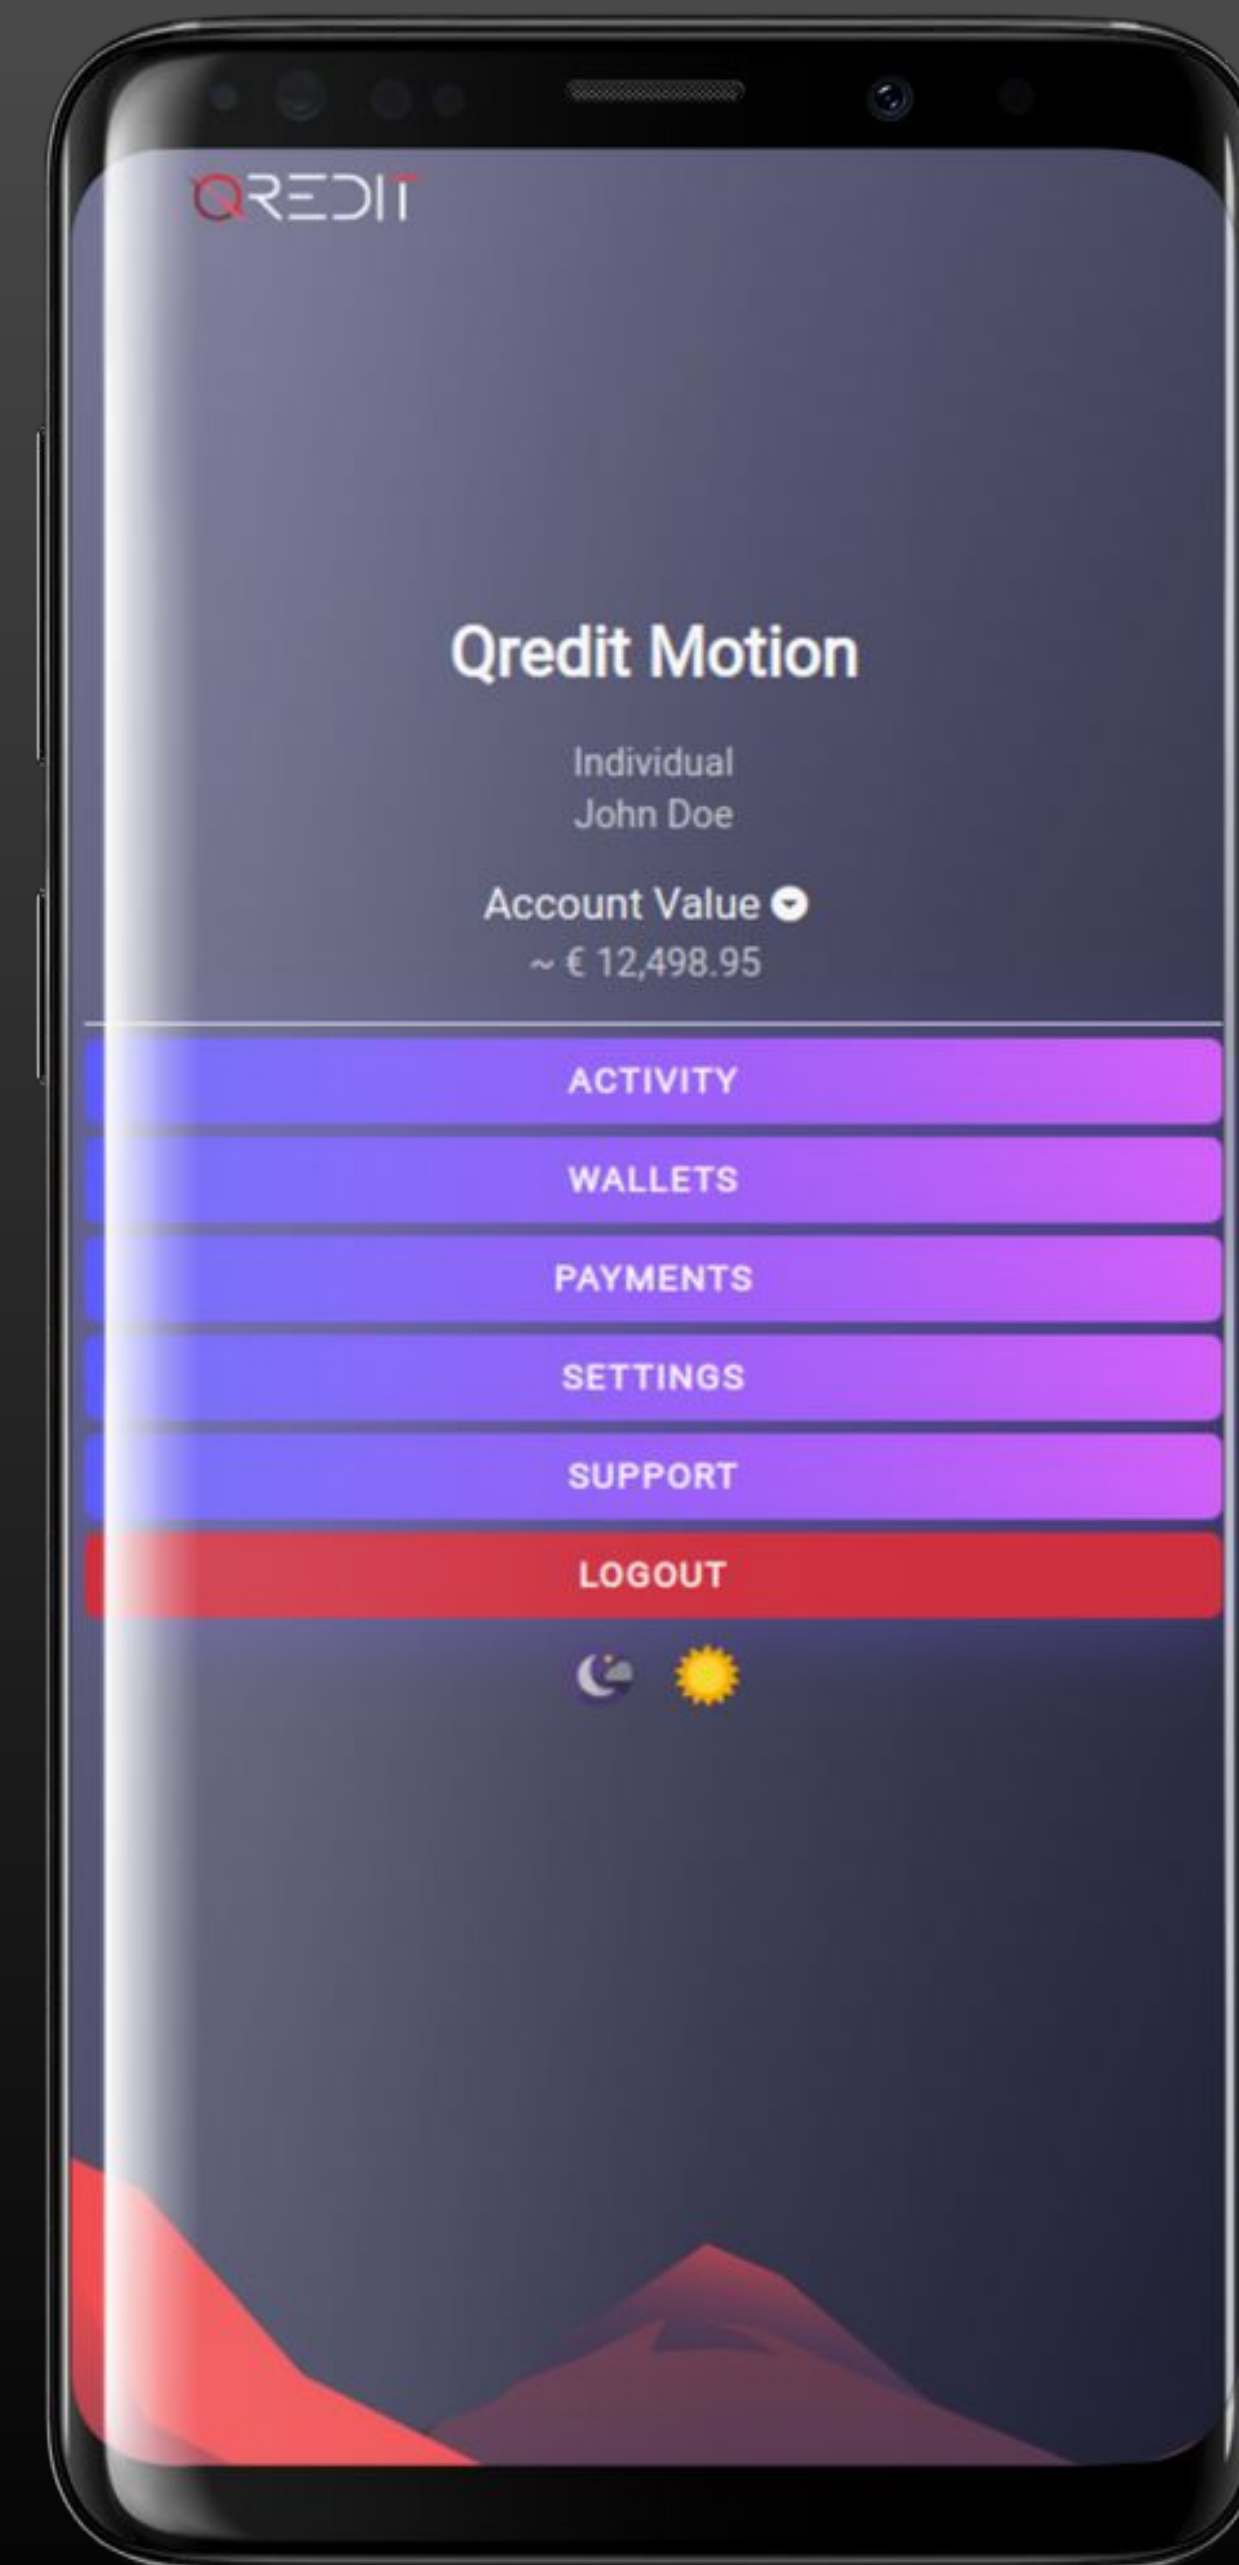 QREDIT
Qredit Motion
Individual
John Doe
Account Value
~ € 12,498.95
ACTIVITY
WALLETS
PAYMENTS
SETTINGS
SUPPORT
LOGOUT